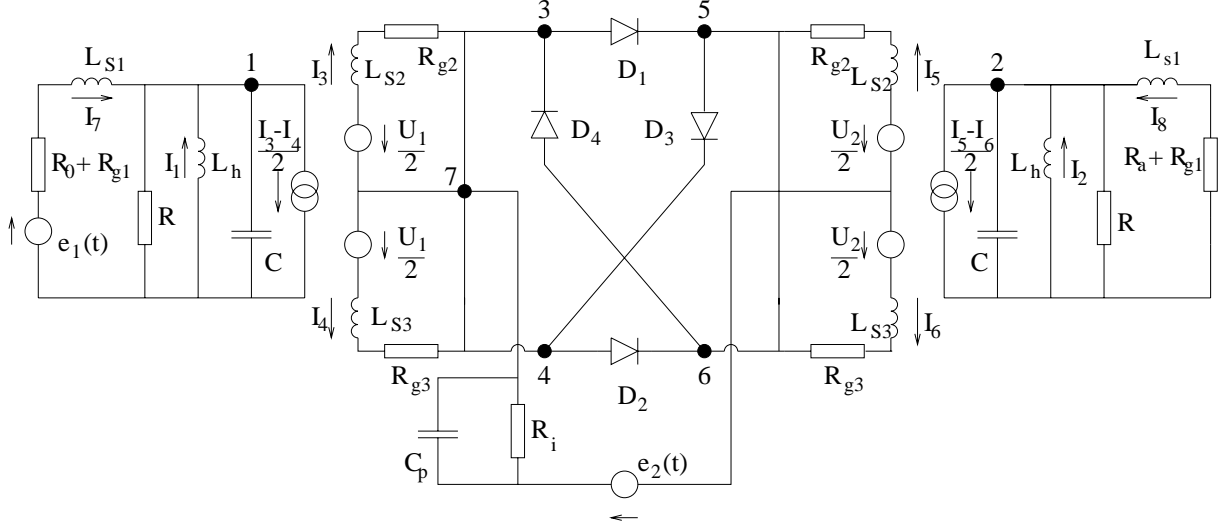 3
5
L_S1
1
I_3
L_S2
R_g2
D_1
R_g2
L_S2
I_5
2
L_s1
I_7
R_0 + R_g1
I_1
L_h
I_3-I_4
2
U_1
2
D_4
D_3
U_2
2
I_5-I_6
2
L_h
I_2
I_8
R_a + R_g1
7
e_1(t)
R
C
U_1
2
U_2
2
C
R
I_4
L_S3
L_S3
I_6
R_g3
4
D_2
6
R_g3
C_p
R_i
e_2(t)